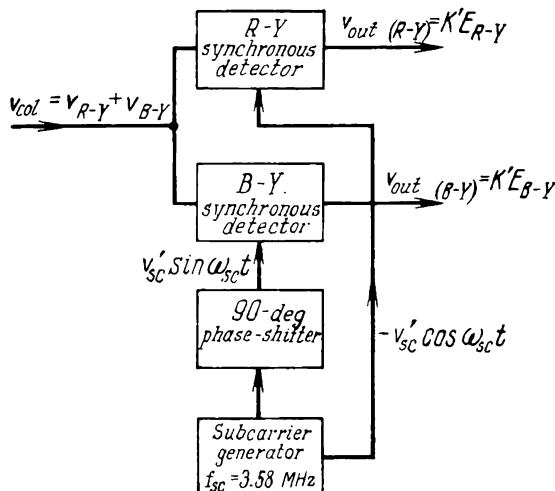 R-Y
synchronous
detector
v_out (R-Y) = K'E_R-Y
v_col = v_R-Y + v_B-Y
B-Y.
synchronous
detector
v_out (B-Y) = K'E_B-Y
v'_sc sin ω_sc t
90-deg
phase-shifter
-v'_sc cos ω_sc t
Subcarrier
generator
f_sc = 3.58 MHz